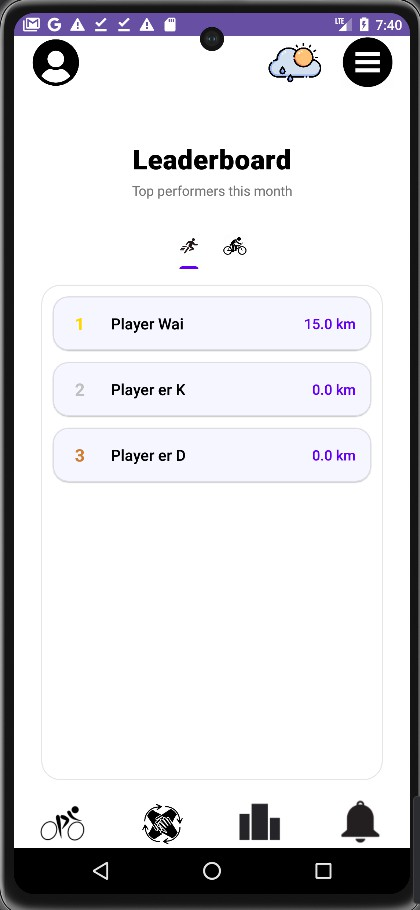 LTE 7:40
Leaderboard
Top performers this month
1 Player Wai 15.0 km
2 Player er K 0.0 km
3 Player er D 0.0 km